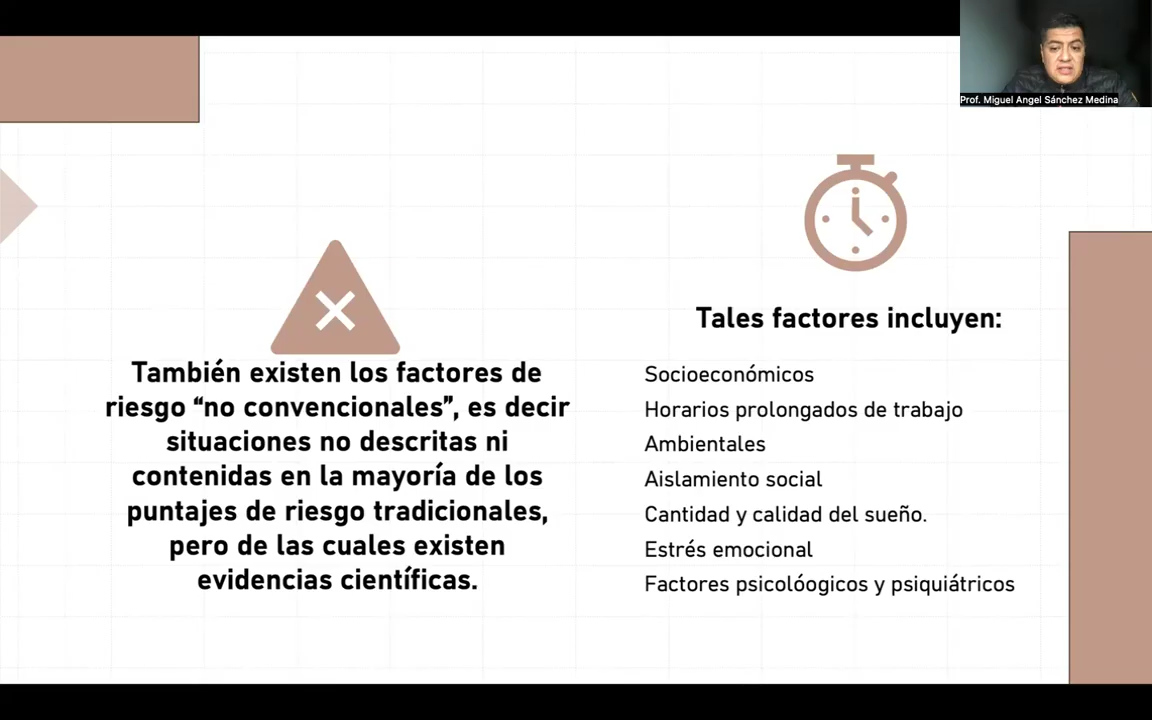 Prof. Miguel Angel Sánchez Medina
También existen los factores de
riesgo “no convencionales”, es decir
situaciones no descritas ni
contenidas en la mayoría de los
puntajes de riesgo tradicionales,
pero de las cuales existen
evidencias científicas.
Tales factores incluyen:
Socioeconómicos
Horarios prolongados de trabajo
Ambientales
Aislamiento social
Cantidad y calidad del sueño.
Estrés emocional
Factores psicolóogicos y psiquiátricos